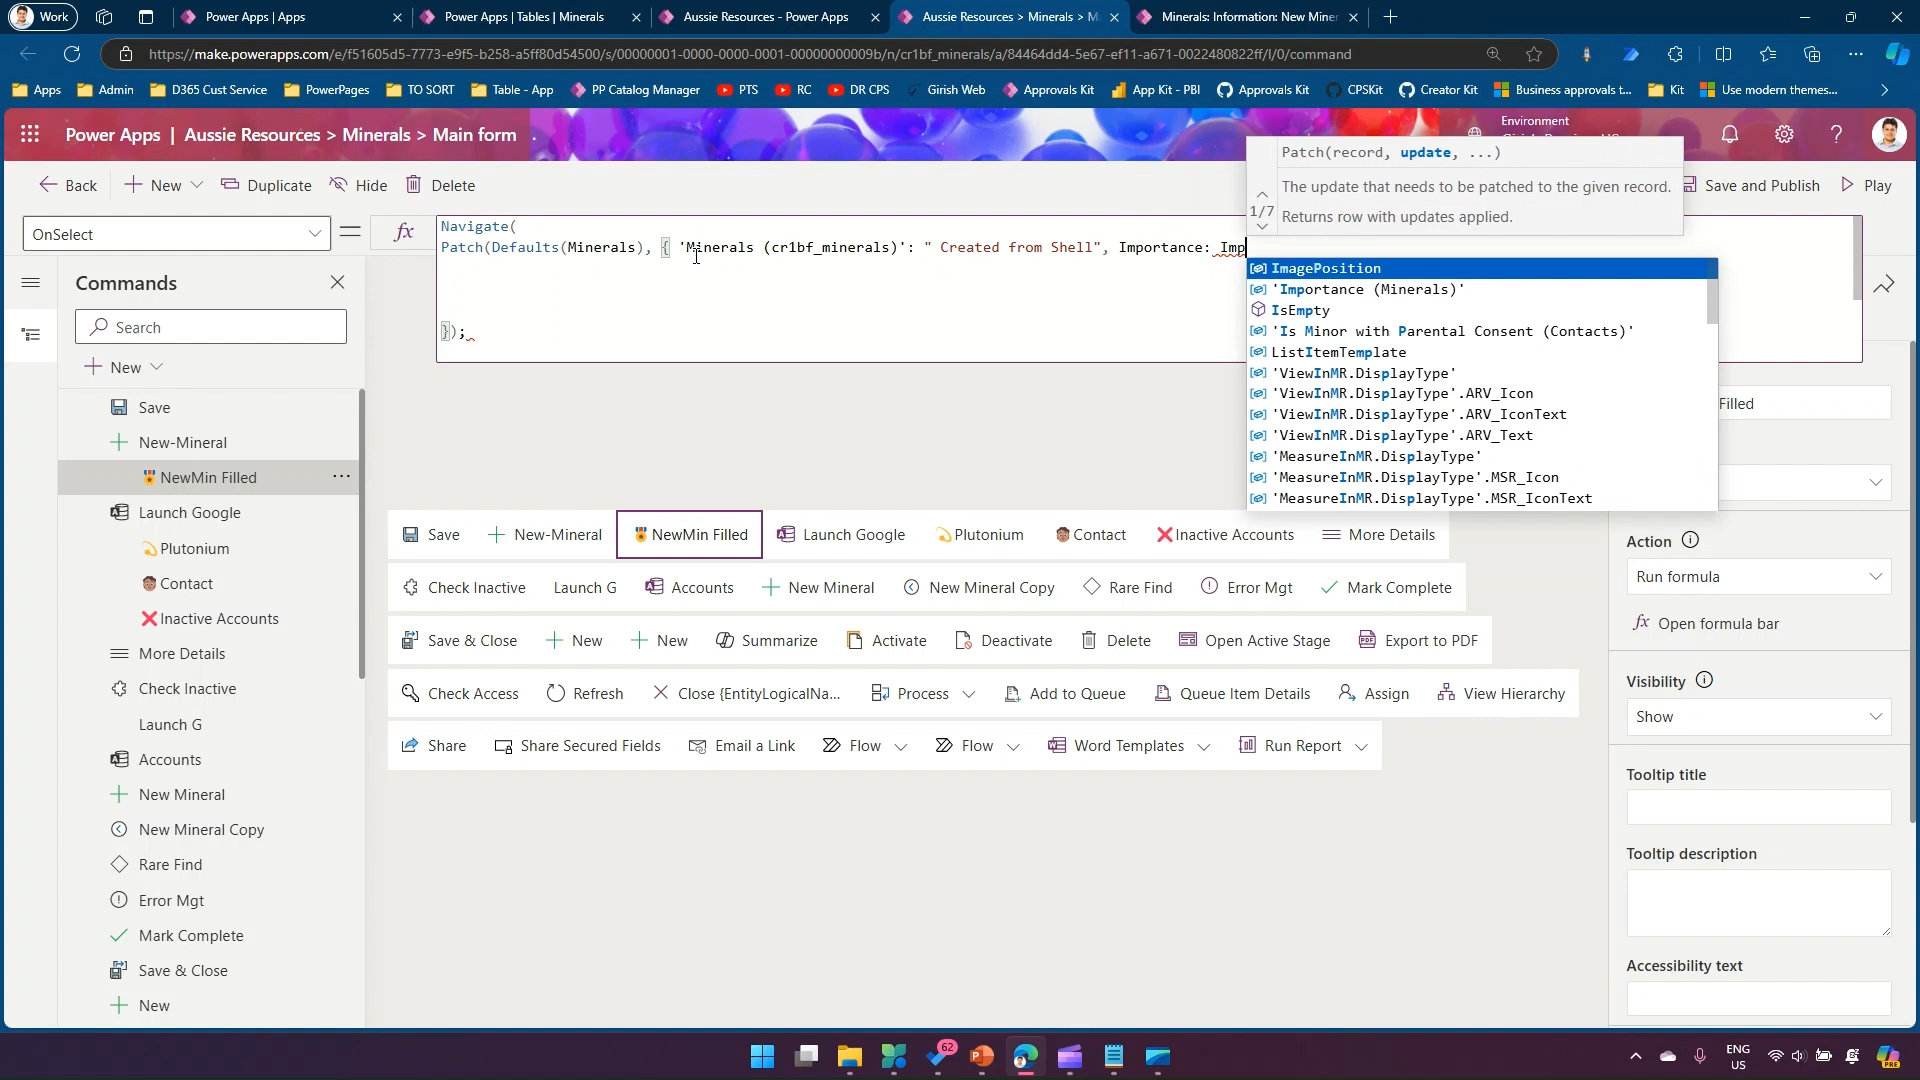 Work
Power Apps | Apps
Power Apps | Tables | Minerals
Aussie Resources - Power Apps
Aussie Resources > Minerals > M
Minerals: Information: New Miner
https://make.powerapps.com/e/f51605d5-7773-e9f5-b258-a5ff80d54500/s/00000001-0000-0000-0001-00000000009b/n/cr1bf_minerals/a/84464dd4-5e67-ef11-a671-0022480822ff/l/0/command
Apps
Admin
D365 Cust Service
PowerPages
TO SORT
Table - App
PP Catalog Manager
PTS
RC
DR CPS
Girish Web
Approvals Kit
App Kit - PBI
Approvals Kit
CPSKit
Creator Kit
Business approvals t...
Kit
Use modern themes...
Power Apps | Aussie Resources > Minerals > Main form
Environment
Back
New
Duplicate
Hide
Delete
Save and Publish
Play
Patch(record, update, ...)
The update that needs to be patched to the given record.
1/7
Returns row with updates applied.
OnSelect
=
fx
Navigate(
Patch(Defaults(Minerals), { 'Minerals (cr1bf_minerals)': " Created from Shell", Importance: Imp
});
ImagePosition
'Importance (Minerals)'
IsEmpty
'Is Minor with Parental Consent (Contacts)'
ListItemTemplate
'ViewInMR.DisplayType'
'ViewInMR.DisplayType'.ARV_Icon
'ViewInMR.DisplayType'.ARV_IconText
'ViewInMR.DisplayType'.ARV_Text
'MeasureInMR.DisplayType'
'MeasureInMR.DisplayType'.MSR_Icon
'MeasureInMR.DisplayType'.MSR_IconText
Commands
Search
New
Save
New-Mineral
NewMin Filled
Launch Google
Plutonium
Contact
Inactive Accounts
More Details
Check Inactive
Launch G
Accounts
New Mineral
New Mineral Copy
Rare Find
Error Mgt
Mark Complete
Save & Close
New
Save
New-Mineral
NewMin Filled
Launch Google
Plutonium
Contact
Inactive Accounts
More Details
Check Inactive
Launch G
Accounts
New Mineral
New Mineral Copy
Rare Find
Error Mgt
Mark Complete
Save & Close
New
New
Summarize
Activate
Deactivate
Delete
Open Active Stage
Export to PDF
Check Access
Refresh
Close {EntityLogicalNa...
Process
Add to Queue
Queue Item Details
Assign
View Hierarchy
Share
Share Secured Fields
Email a Link
Flow
Flow
Word Templates
Run Report
Filled
Action
Run formula
fx Open formula bar
Visibility
Show
Tooltip title
Tooltip description
Accessibility text
62
ENG
US